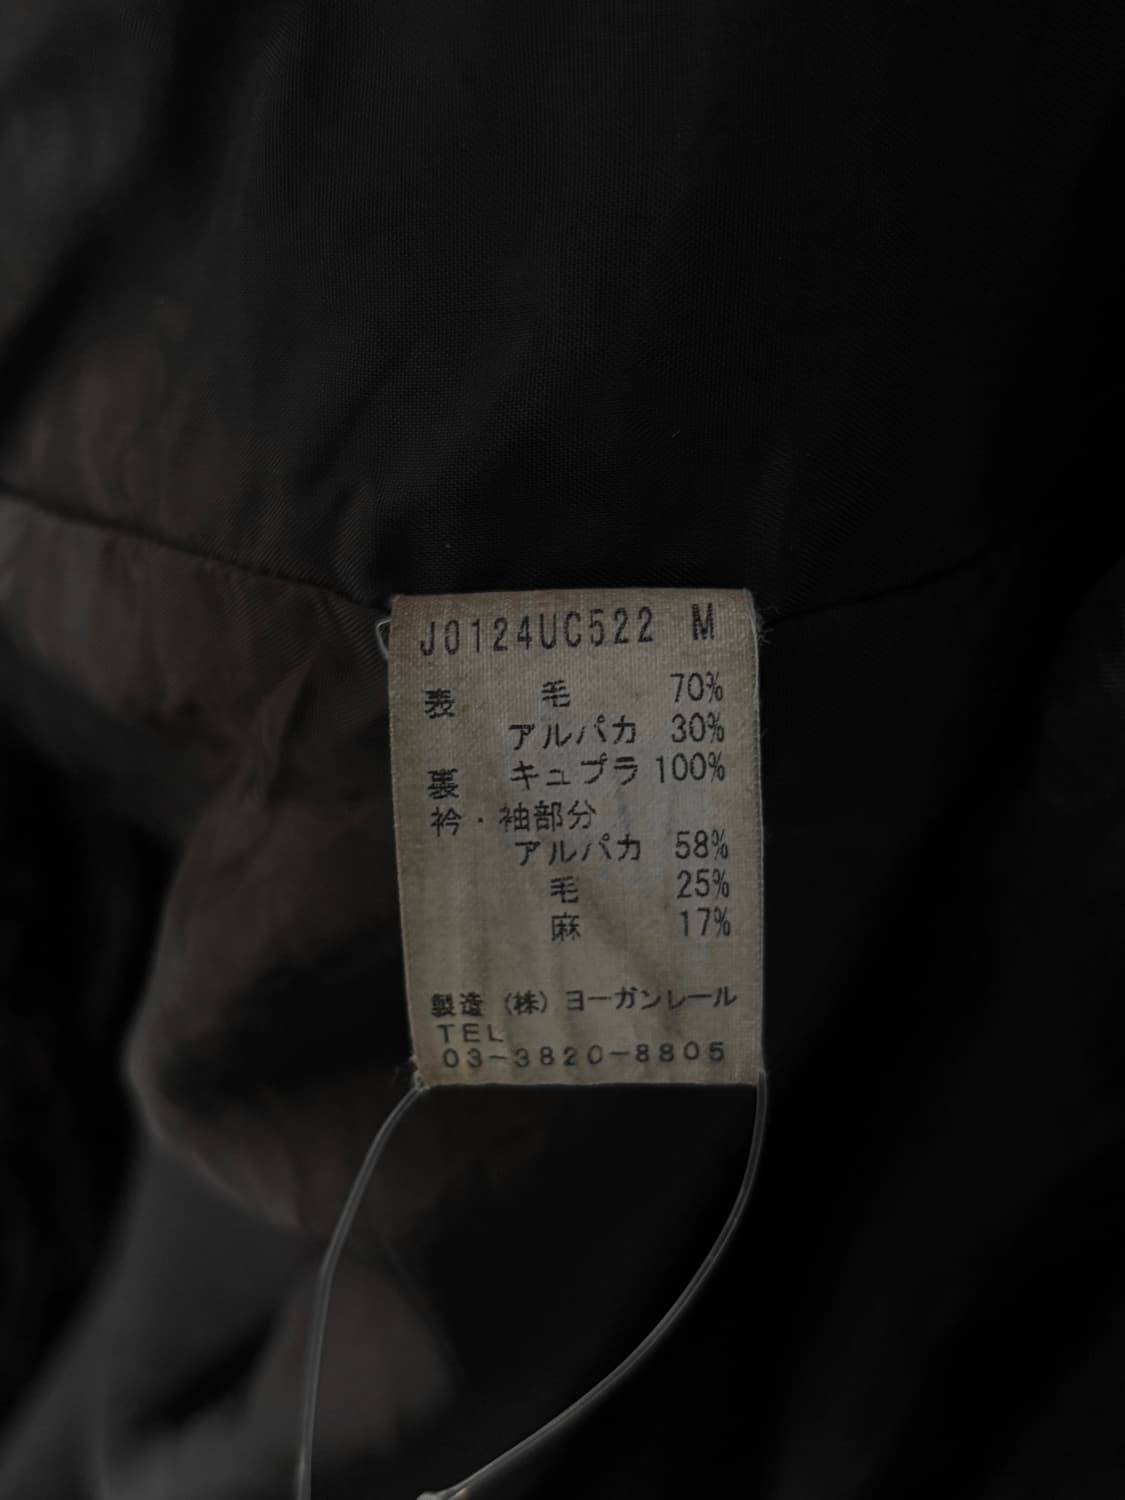 J0124UC522 M
表 毛 70%
アルパカ 30%
裏 キュプラ 100%
衿・袖部分
アルパカ 58%
毛 25%
麻 17%
製造 (株) ヨーガンレール
TEL
03-3820-8805